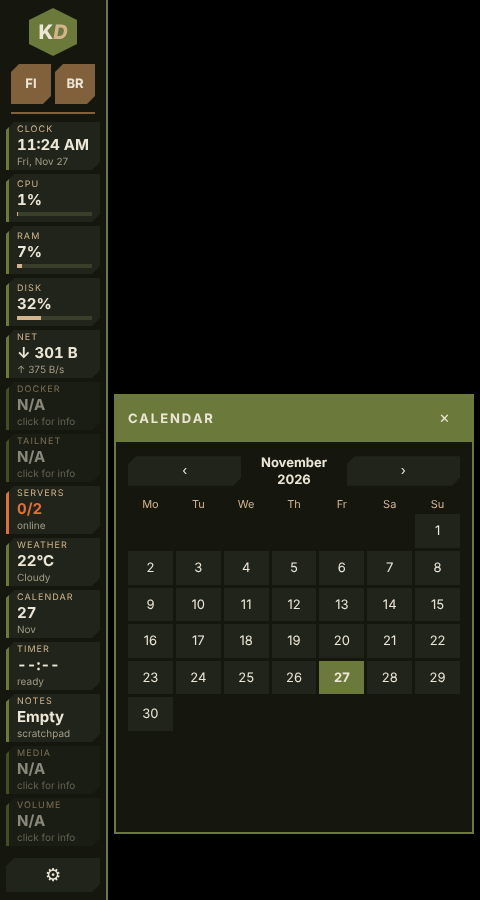 KD
FI BR
CLOCK
11:24 AM
Fri, Nov 27
CPU
1%
RAM
7%
DISK
32%
NET
↓ 301 B
↑ 375 B/s
DOCKER
N/A
click for info
TAILNET
N/A
click for info
SERVERS
0/2
online
WEATHER
22°C
Cloudy
CALENDAR
27
Nov
TIMER
--:--
ready
NOTES
Empty
scratchpad
MEDIA
N/A
click for info
VOLUME
N/A
click for info
CALENDAR ×
‹ November ›
2026
Mo Tu We Th Fr Sa Su
1
2 3 4 5 6 7 8
9 10 11 12 13 14 15
16 17 18 19 20 21 22
23 24 25 26 27 28 29
30